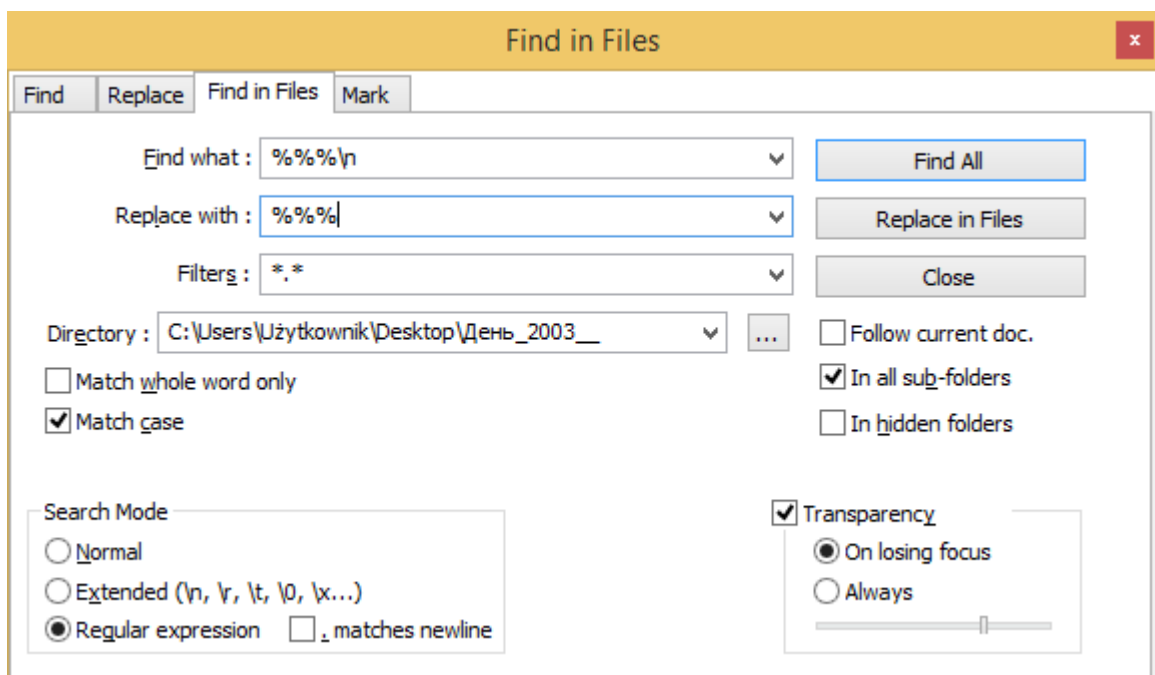 Find in Files
x
Find Replace Find in Files Mark
Find what : %%%\n Find All
Replace with : %%% Replace in Files
Filters : *.* Close
Directory : C:\Users\Użytkownik\Desktop\День_2003__ ... Follow current doc.
Match whole word only In all sub-folders
Match case In hidden folders
Search Mode Transparency
Normal On losing focus
Extended (\n, \r, \t, \0, \x...) Always
Regular expression . matches newline